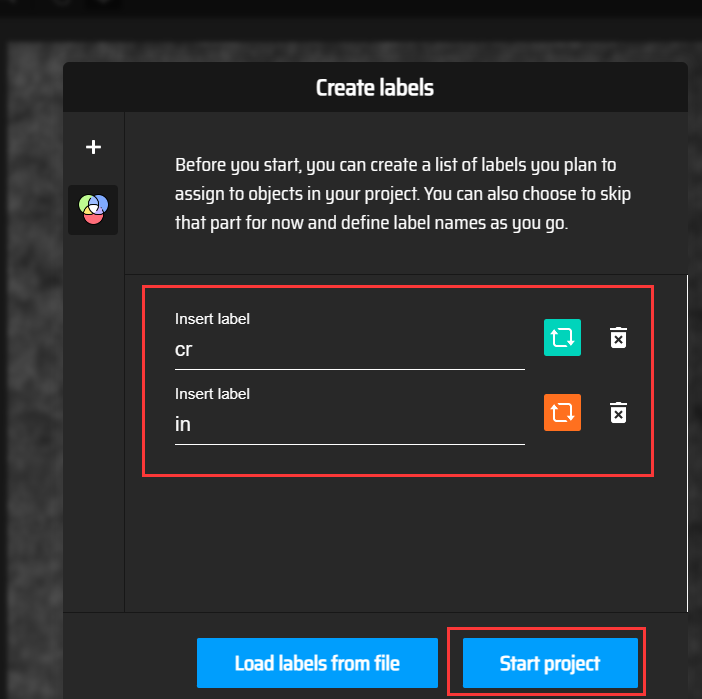 Create labels
Before you start, you can create a list of labels you plan to
assign to objects in your project. You can also choose to skip
that part for now and define label names as you go.
Insert label
cr
Insert label
in
Load labels from file
Start project